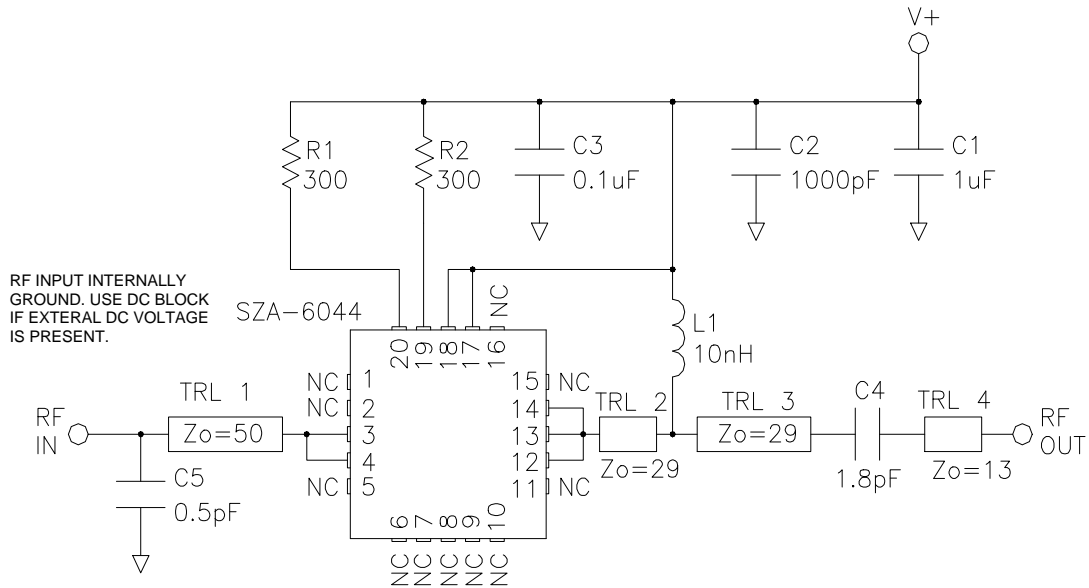 V+
R1
300
R2
300
C3
0.1uF
C2
1000pF
C1
1uF
RF INPUT INTERNALLY
GROUND. USE DC BLOCK
IF EXTERAL DC VOLTAGE
IS PRESENT.
SZA-6044
L1
10nH
20
19
18
17
16
NC
NC
1
NC
2
3
4
NC
5
15
NC
14
13
12
11
NC
6
7
8
9
10
NC
NC
NC
NC
NC
RF
IN
TRL 1
Zo=50
C5
0.5pF
TRL 2
Zo=29
TRL 3
Zo=29
C4
1.8pF
TRL 4
Zo=13
RF
OUT